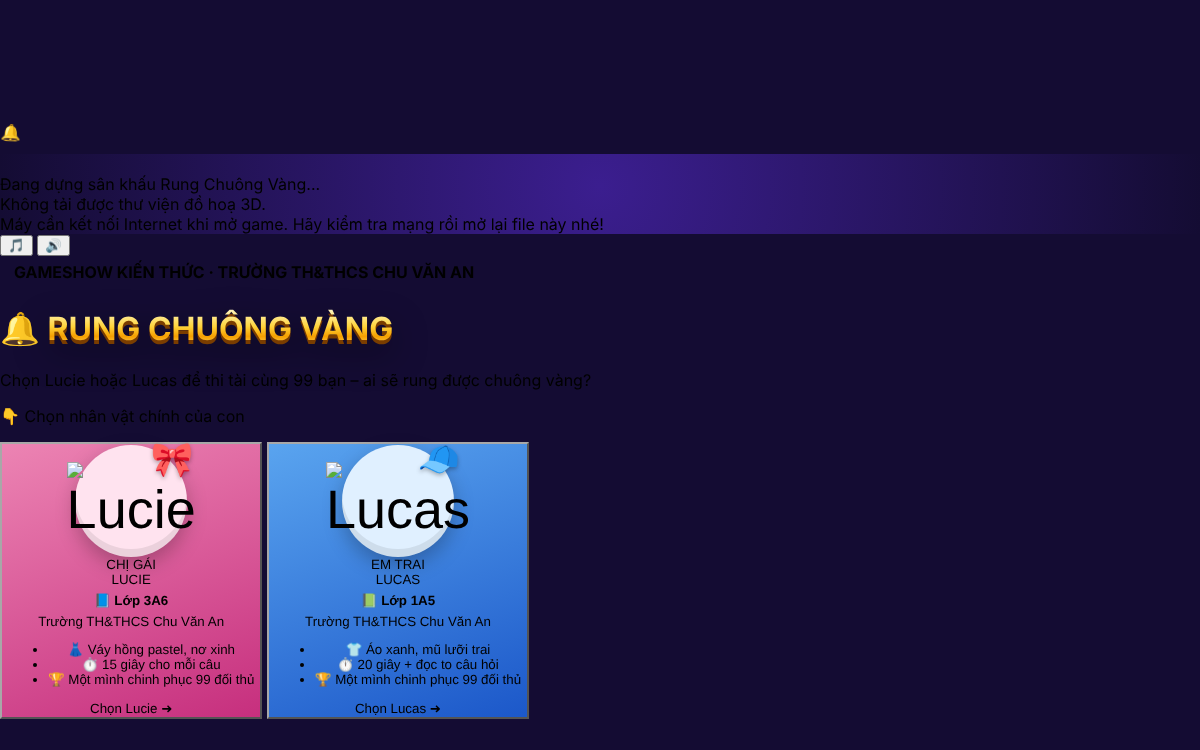 🔔
Đang dựng sân khấu Rung Chuông Vàng...
Không tải được thư viện đồ hoạ 3D.
Máy cần kết nối Internet khi mở game. Hãy kiểm tra mạng rồi mở lại file này nhé!
🎵 🔊
GAMESHOW KIẾN THỨC · TRƯỜNG TH&THCS CHU VĂN AN
🔔 RUNG CHUÔNG VÀNG
Chọn Lucie hoặc Lucas để thi tài cùng 99 bạn – ai sẽ rung được chuông vàng?
👇 Chọn nhân vật chính của con
🎀
Lucie
CHỊ GÁI
LUCIE
📘 Lớp 3A6
Trường TH&THCS Chu Văn An
• 👗 Váy hồng pastel, nơ xinh
• ⏱️ 15 giây cho mỗi câu
• 🏆 Một mình chinh phục 99 đối thủ
Chọn Lucie ➜
🧢
Lucas
EM TRAI
LUCAS
📗 Lớp 1A5
Trường TH&THCS Chu Văn An
• 👕 Áo xanh, mũ lưỡi trai
• ⏱️ 20 giây + đọc to câu hỏi
• 🏆 Một mình chinh phục 99 đối thủ
Chọn Lucas ➜